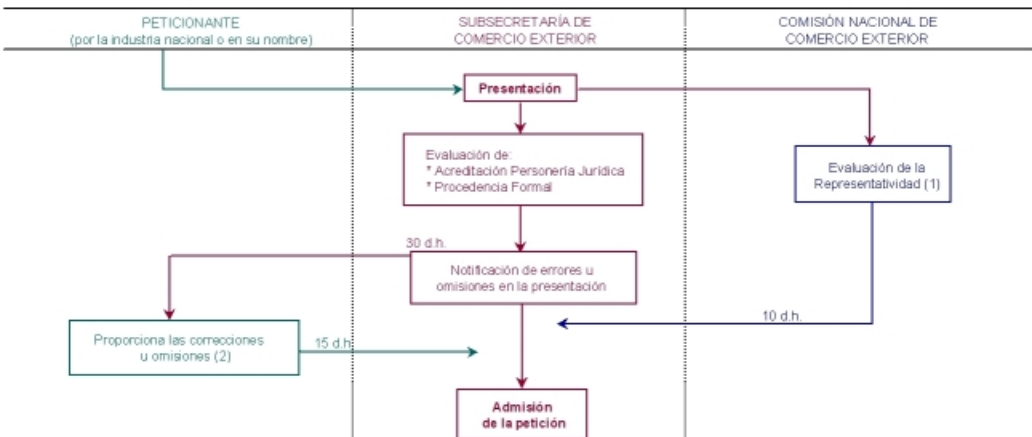 PETICIONANTE
(por la industria nacional o en su nombre)
SUBSECRETARÍA DE
COMERCIO EXTERIOR
COMISIÓN NACIONAL DE
COMERCIO EXTERIOR
Presentación
Evaluación de:
* Acreditación Personería Jurídica
* Procedencia Formal
Evaluación de la
Representatividad (1)
30 d.h.
Notificación de errores u
omisiones en la presentación
10 d.h.
Proporciona las correcciones
u omisiones (2)
15 d.h
Admisión
de la petición